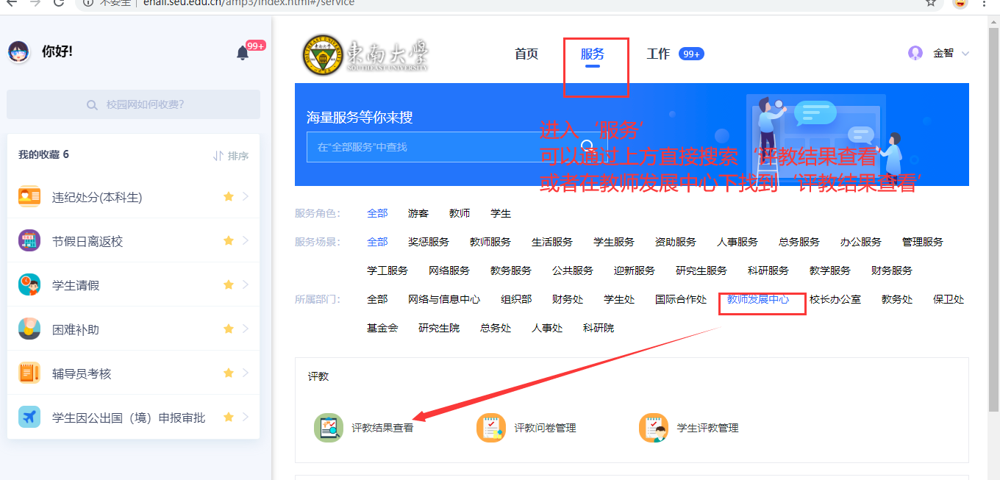 不安全 ehall.seu.edu.cn/amp3/index.html#/service
你好!
99+
校园网如何收费?
我的收藏 6
排序
违纪处分(本科生)
节假日离返校
学生请假
困难补助
辅导员考核
学生因公出国（境）申报审批
東南大學
SOUTHEAST UNIVERSITY
首页 服务 工作 99+
金智
海量服务等你来搜
在“全部服务”中查找
进入‘服务’
可以通过上方直接搜索‘评教结果查看’
或者在教师发展中心下找到‘评教结果查看’
服务角色： 全部 游客 教师 学生
服务场景： 全部 奖惩服务 教师服务 生活服务 学生服务 资助服务 人事服务 总务服务 办公服务 管理服务
学工服务 网络服务 教务服务 公共服务 迎新服务 研究生服务 科研服务 教学服务 财务服务
所属部门： 全部 网络与信息中心 组织部 财务处 学生处 国际合作处 教师发展中心 校长办公室 教务处 保卫处
基金会 研究生院 总务处 人事处 科研院
评教
评教结果查看 评教问卷管理 学生评教管理